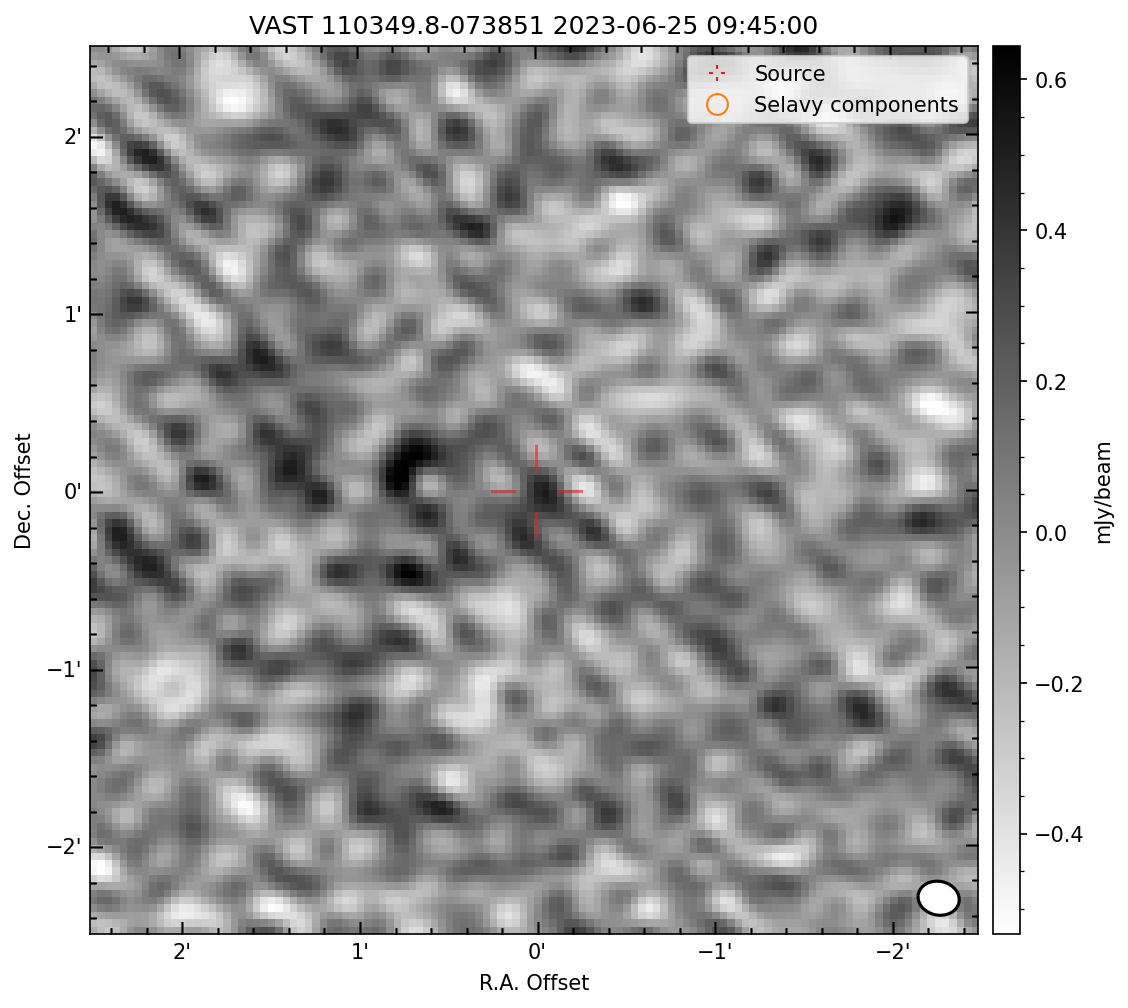 VAST 110349.8-073851 2023-06-25 09:45:00
Source
Selavy components
2'
1'
0'
−1'
−2'
Dec. Offset
2'
1'
0'
−1'
−2'
R.A. Offset
0.6
0.4
0.2
0.0
−0.2
−0.4
mJy/beam